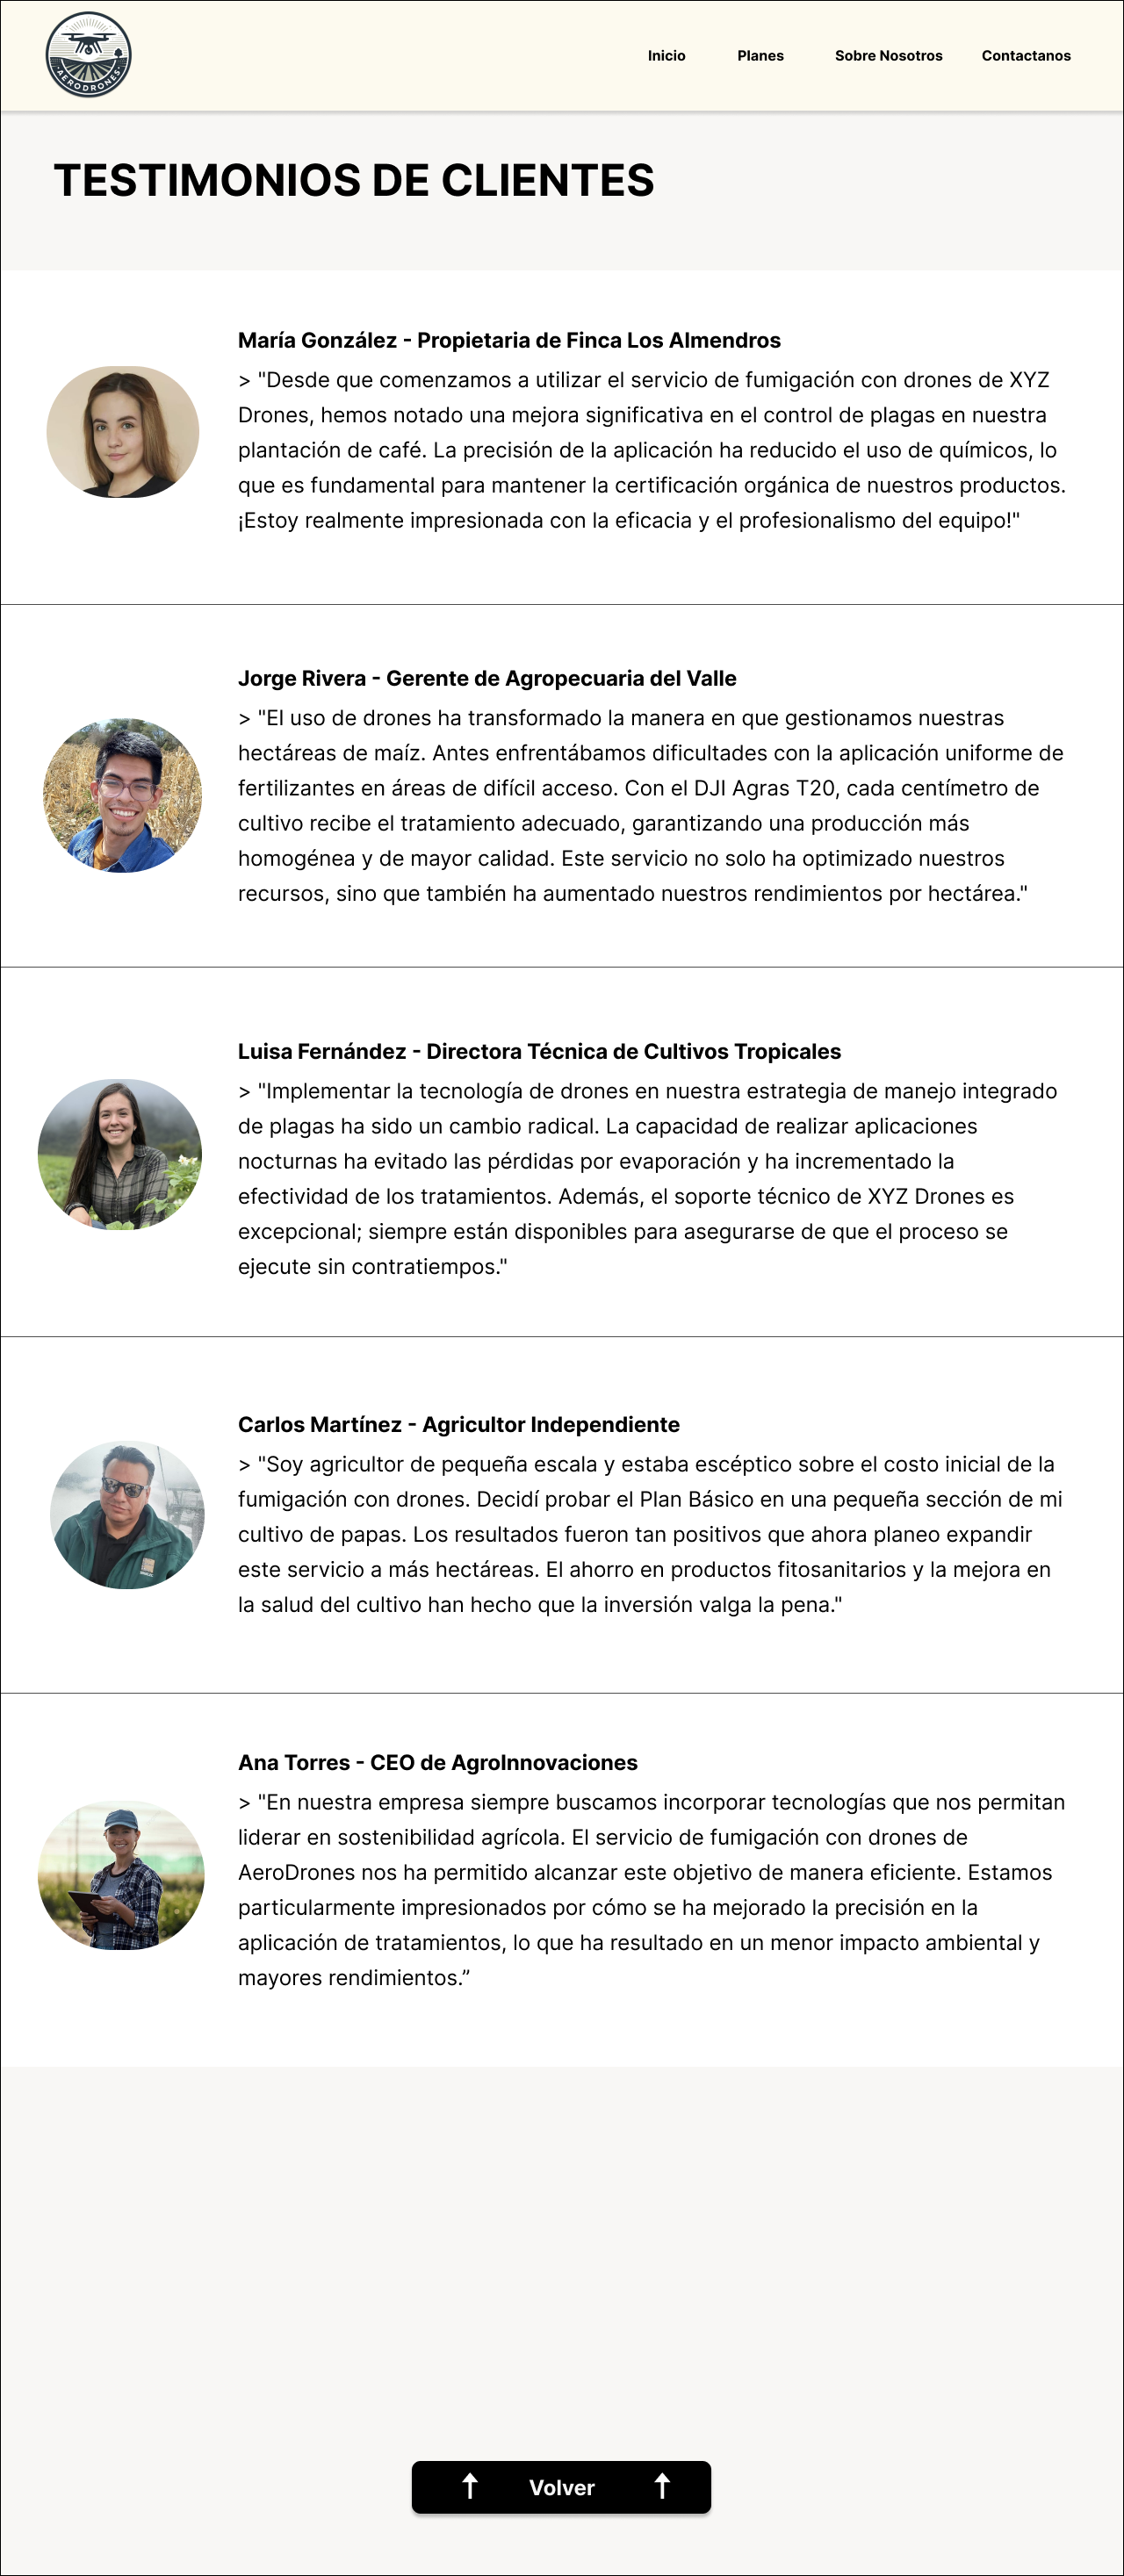 AERODRONES
Inicio Planes Sobre Nosotros Contactanos
TESTIMONIOS DE CLIENTES
María González - Propietaria de Finca Los Almendros
> "Desde que comenzamos a utilizar el servicio de fumigación con drones de XYZ
Drones, hemos notado una mejora significativa en el control de plagas en nuestra
plantación de café. La precisión de la aplicación ha reducido el uso de químicos, lo
que es fundamental para mantener la certificación orgánica de nuestros productos.
¡Estoy realmente impresionada con la eficacia y el profesionalismo del equipo!"
Jorge Rivera - Gerente de Agropecuaria del Valle
> "El uso de drones ha transformado la manera en que gestionamos nuestras
hectáreas de maíz. Antes enfrentábamos dificultades con la aplicación uniforme de
fertilizantes en áreas de difícil acceso. Con el DJI Agras T20, cada centímetro de
cultivo recibe el tratamiento adecuado, garantizando una producción más
homogénea y de mayor calidad. Este servicio no solo ha optimizado nuestros
recursos, sino que también ha aumentado nuestros rendimientos por hectárea."
Luisa Fernández - Directora Técnica de Cultivos Tropicales
> "Implementar la tecnología de drones en nuestra estrategia de manejo integrado
de plagas ha sido un cambio radical. La capacidad de realizar aplicaciones
nocturnas ha evitado las pérdidas por evaporación y ha incrementado la
efectividad de los tratamientos. Además, el soporte técnico de XYZ Drones es
excepcional; siempre están disponibles para asegurarse de que el proceso se
ejecute sin contratiempos."
Carlos Martínez - Agricultor Independiente
> "Soy agricultor de pequeña escala y estaba escéptico sobre el costo inicial de la
fumigación con drones. Decidí probar el Plan Básico en una pequeña sección de mi
cultivo de papas. Los resultados fueron tan positivos que ahora planeo expandir
este servicio a más hectáreas. El ahorro en productos fitosanitarios y la mejora en
la salud del cultivo han hecho que la inversión valga la pena."
Ana Torres - CEO de AgroInnovaciones
> "En nuestra empresa siempre buscamos incorporar tecnologías que nos permitan
liderar en sostenibilidad agrícola. El servicio de fumigación con drones de
AeroDrones nos ha permitido alcanzar este objetivo de manera eficiente. Estamos
particularmente impresionados por cómo se ha mejorado la precisión en la
aplicación de tratamientos, lo que ha resultado en un menor impacto ambiental y
mayores rendimientos.”
Volver